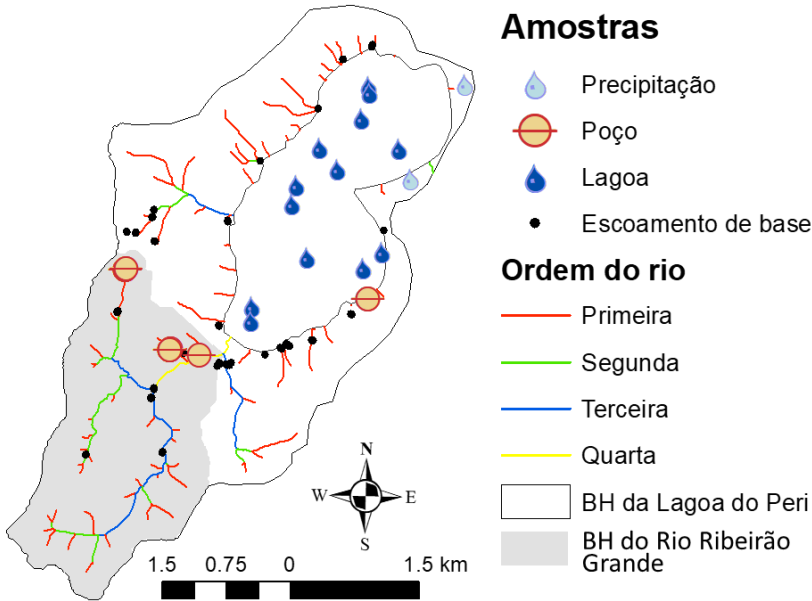 Amostras
Precipitação
Poço
Lagoa
Escoamento de base
Ordem do rio
Primeira
Segunda
Terceira
Quarta
BH da Lagoa do Peri
BH do Rio Ribeirão
Grande
N
W E
S
1.5 0.75 0 1.5 km